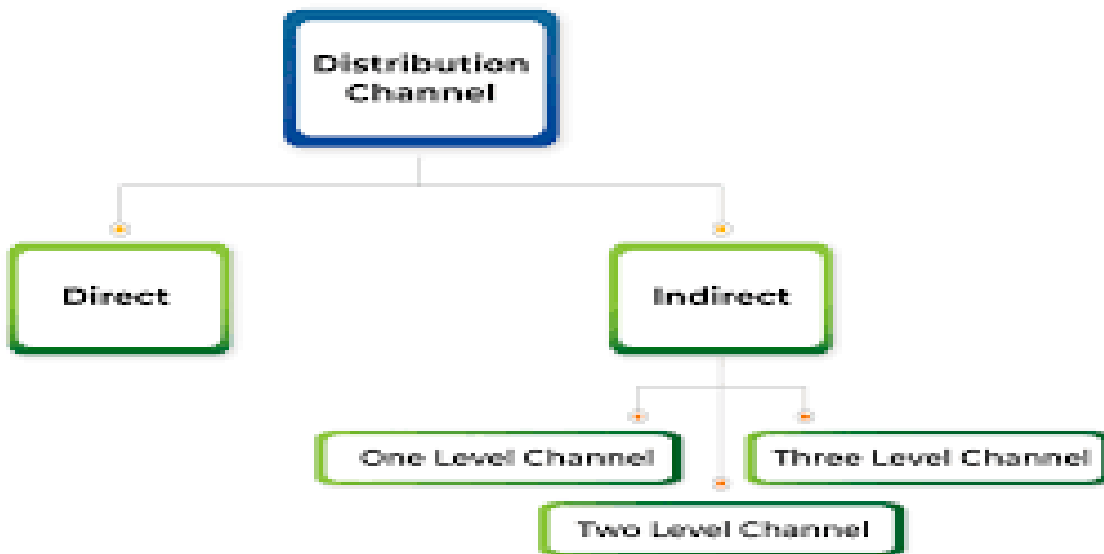 Distribution
Channel
Direct
Indirect
One Level Channel
Three Level Channel
Two Level Channel